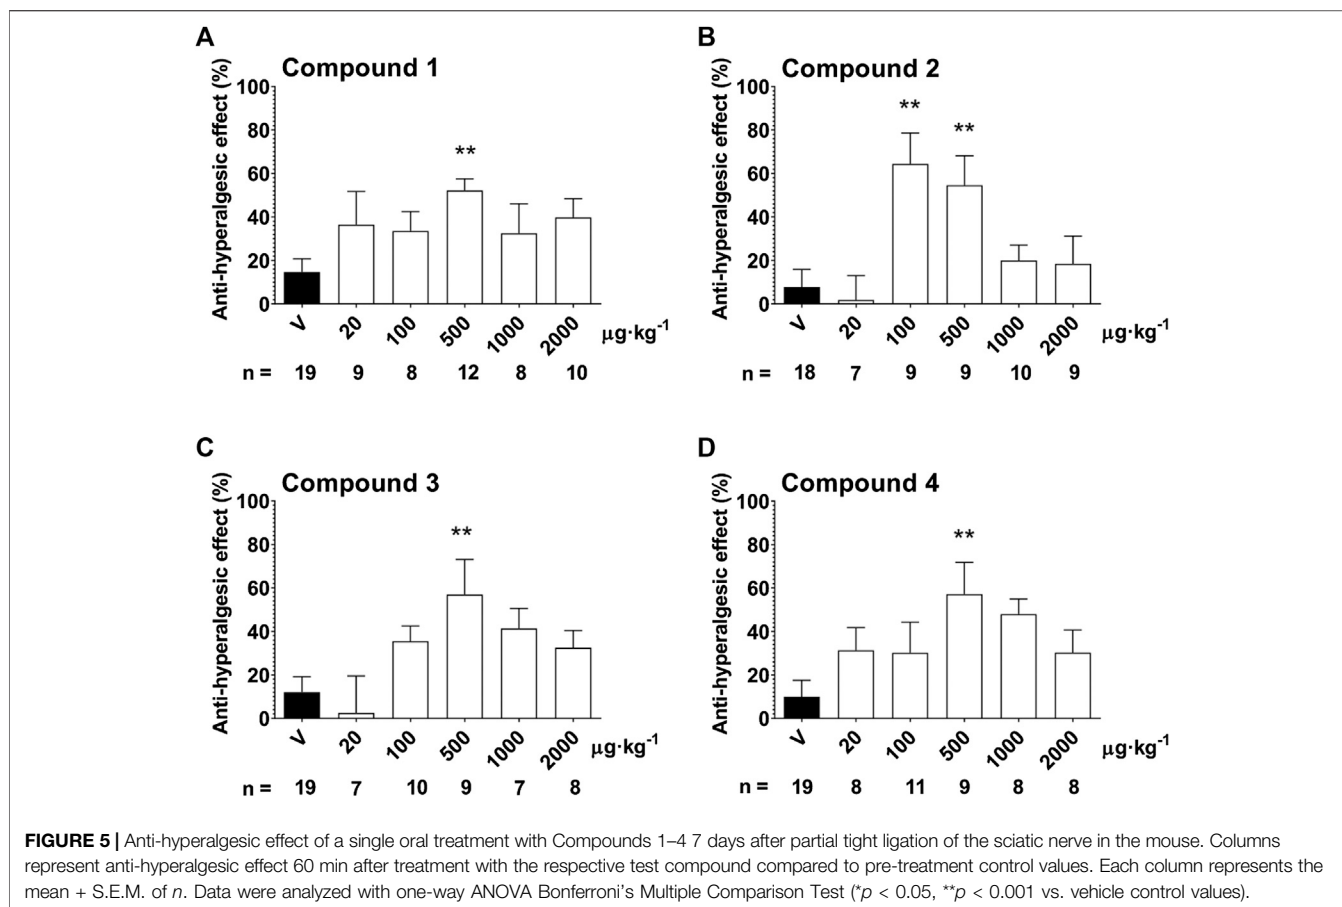 A
Compound 1
Anti-hyperalgesic effect (%)
100
80
60
40
20
0
**
V 20 100 500 1000 2000 µg·kg-1
n = 19 9 8 12 8 10
B
Compound 2
Anti-hyperalgesic effect (%)
100
80
60
40
20
0
** **
V 20 100 500 1000 2000 µg·kg-1
n = 18 7 9 9 10 9
C
Compound 3
Anti-hyperalgesic effect (%)
100
80
60
40
20
0
**
V 20 100 500 1000 2000 µg·kg-1
n = 19 7 10 9 7 8
D
Compound 4
Anti-hyperalgesic effect (%)
100
80
60
40
20
0
**
V 20 100 500 1000 2000 µg·kg-1
n = 19 8 11 9 8 8
FIGURE 5 | Anti-hyperalgesic effect of a single oral treatment with Compounds 1–4 7 days after partial tight ligation of the sciatic nerve in the mouse. Columns
represent anti-hyperalgesic effect 60 min after treatment with the respective test compound compared to pre-treatment control values. Each column represents the
mean + S.E.M. of n. Data were analyzed with one-way ANOVA Bonferroni's Multiple Comparison Test (*p < 0.05, **p < 0.001 vs. vehicle control values).